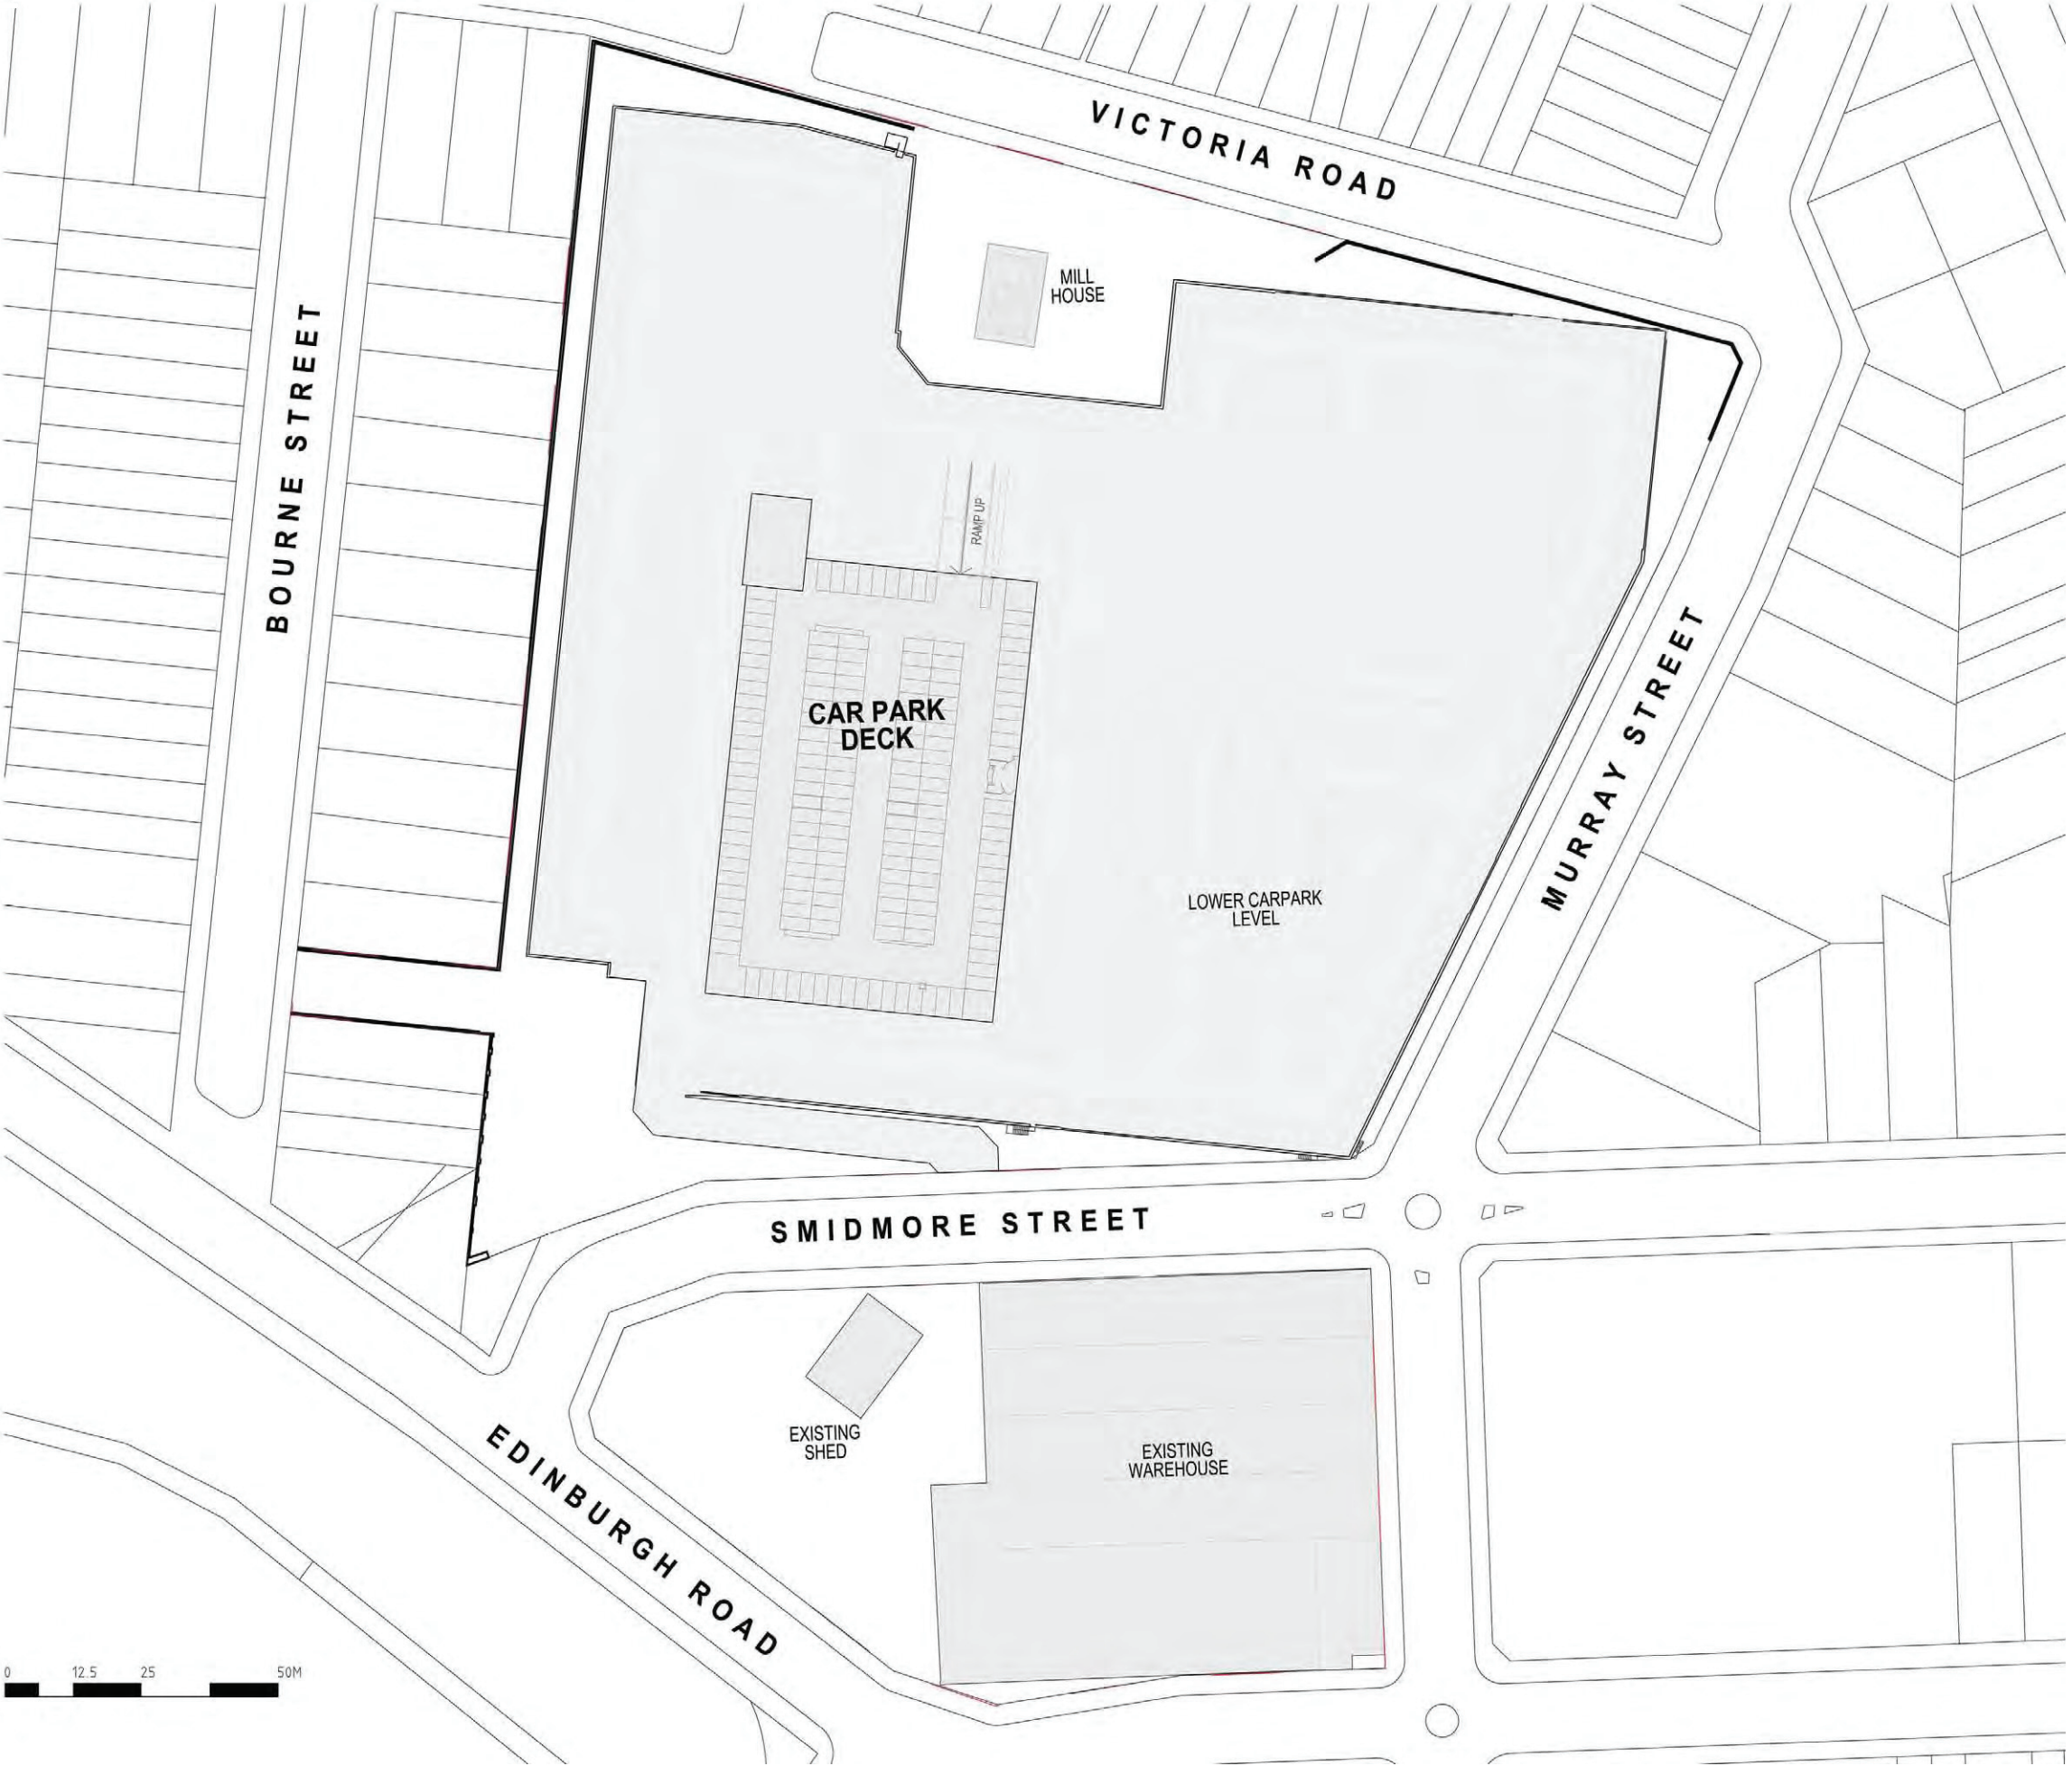 VICTORIA ROAD
MILL
HOUSE
BOURNE STREET
RAMP UP
CAR PARK
DECK
MURRAY STREET
LOWER CARPARK
LEVEL
SMIDMORE STREET
EXISTING
SHED
EXISTING
WAREHOUSE
EDINBURGH ROAD
0 12.5 25 50M